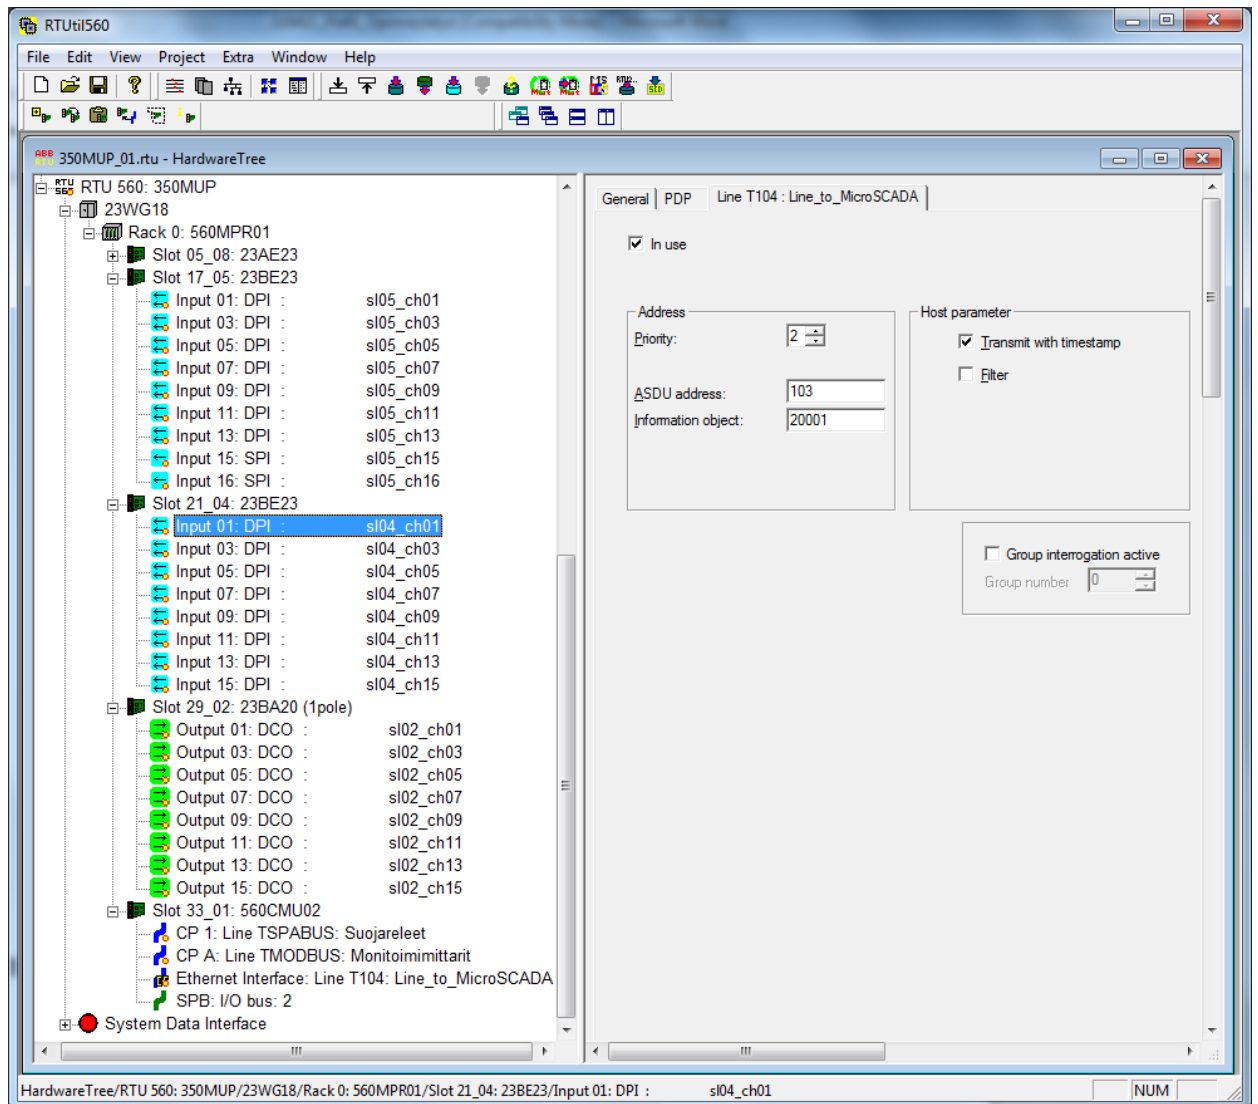 RTUtil560
File Edit View Project Extra Window Help
350MUP_01.rtu - HardwareTree
RTU 560: 350MUP
23WG18
Rack 0: 560MPR01
Slot 05_08: 23AE23
Slot 17_05: 23BE23
Input 01: DPI : sl05_ch01
Input 03: DPI : sl05_ch03
Input 05: DPI : sl05_ch05
Input 07: DPI : sl05_ch07
Input 09: DPI : sl05_ch09
Input 11: DPI : sl05_ch11
Input 13: DPI : sl05_ch13
Input 15: SPI : sl05_ch15
Input 16: SPI : sl05_ch16
Slot 21_04: 23BE23
Input 01: DPI : sl04_ch01
Input 03: DPI : sl04_ch03
Input 05: DPI : sl04_ch05
Input 07: DPI : sl04_ch07
Input 09: DPI : sl04_ch09
Input 11: DPI : sl04_ch11
Input 13: DPI : sl04_ch13
Input 15: DPI : sl04_ch15
Slot 29_02: 23BA20 (1pole)
Output 01: DCO : sl02_ch01
Output 03: DCO : sl02_ch03
Output 05: DCO : sl02_ch05
Output 07: DCO : sl02_ch07
Output 09: DCO : sl02_ch09
Output 11: DCO : sl02_ch11
Output 13: DCO : sl02_ch13
Output 15: DCO : sl02_ch15
Slot 33_01: 560CMU02
CP 1: Line TSPABUS: Suojareleet
CP A: Line TMODBUS: Monitoimimittarit
Ethernet Interface: Line T104: Line_to_MicroSCADA
SPB: I/O bus: 2
System Data Interface
General PDP Line T104 : Line_to_MicroSCADA
In use
Address
Priority: 2
ASDU address: 103
Information object: 20001
Host parameter
Transmit with timestamp
Filter
Group interrogation active
Group number 0
HardwareTree/RTU 560: 350MUP/23WG18/Rack 0: 560MPR01/Slot 21_04: 23BE23/Input 01: DPI : sl04_ch01
NUM